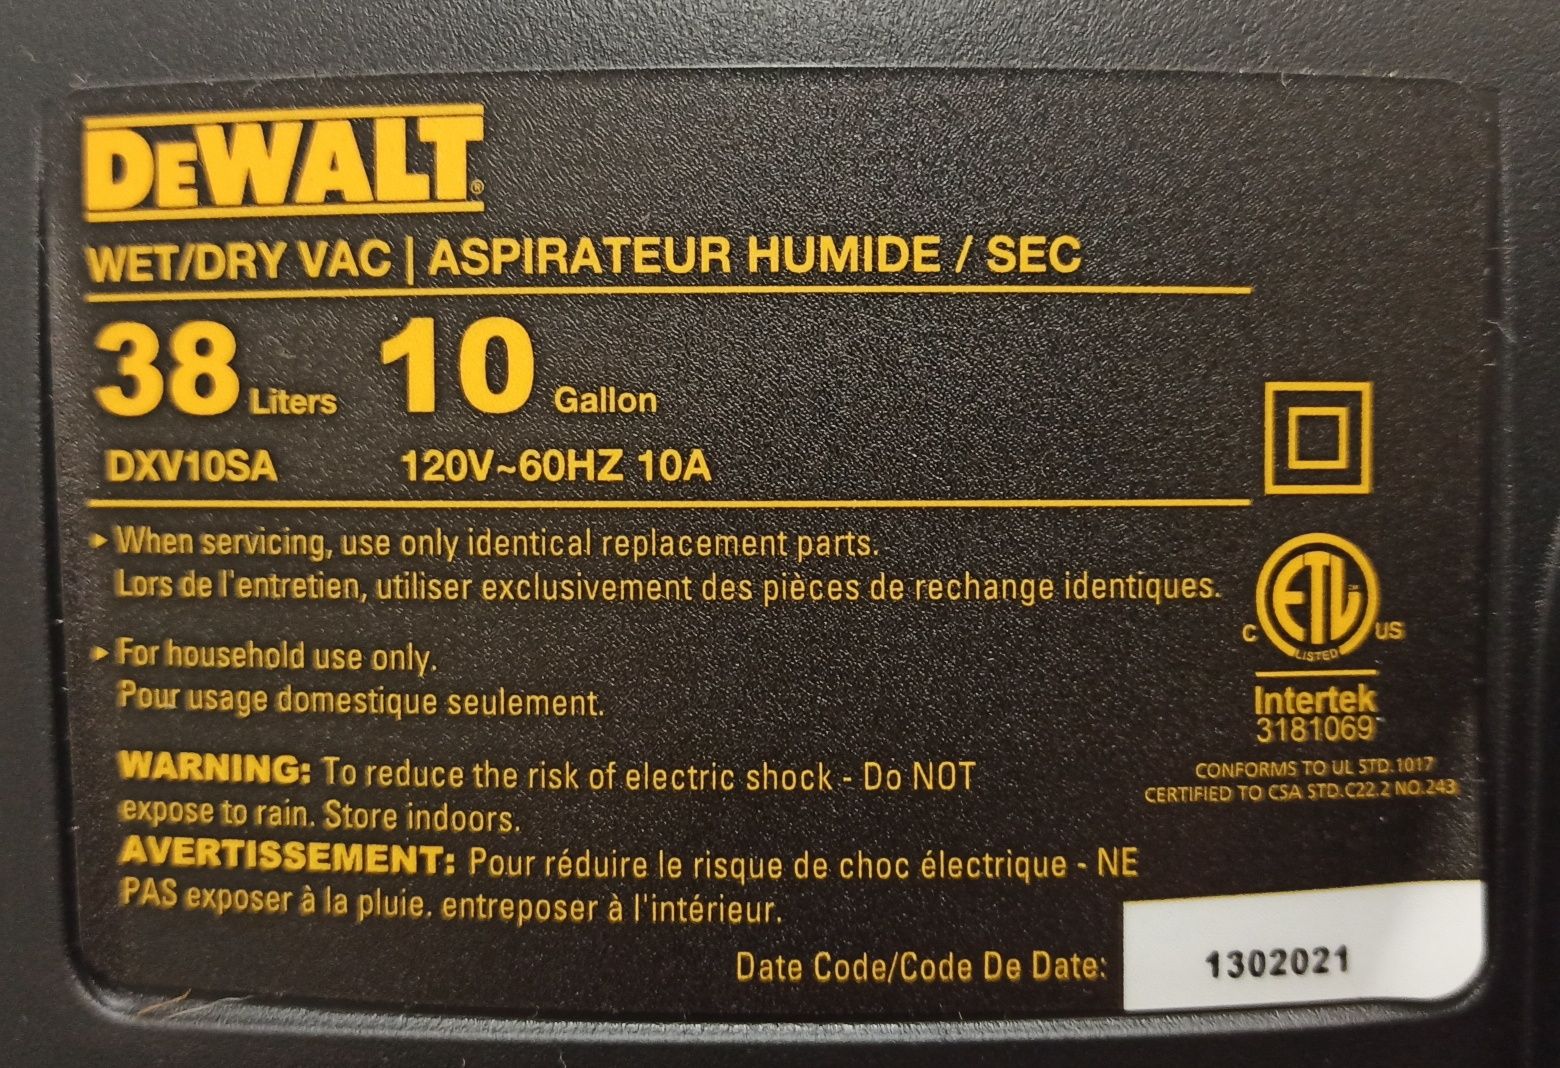 DEWALT®
WET/DRY VAC | ASPIRATEUR HUMIDE / SEC
38 Liters 10 Gallon
DXV10SA 120V~60HZ 10A
▸ When servicing, use only identical replacement parts.
Lors de l'entretien, utiliser exclusivement des pièces de rechange identiques.
▸ For household use only.
Pour usage domestique seulement.
WARNING: To reduce the risk of electric shock - Do NOT
expose to rain. Store indoors.
AVERTISSEMENT: Pour réduire le risque de choc électrique - NE
PAS exposer à la pluie. entreposer à l'intérieur.
ETL
C US
LISTED
Intertek
3181069
CONFORMS TO UL STD.1017
CERTIFIED TO CSA STD.C22.2 NO.243
Date Code/Code De Date: 1302021